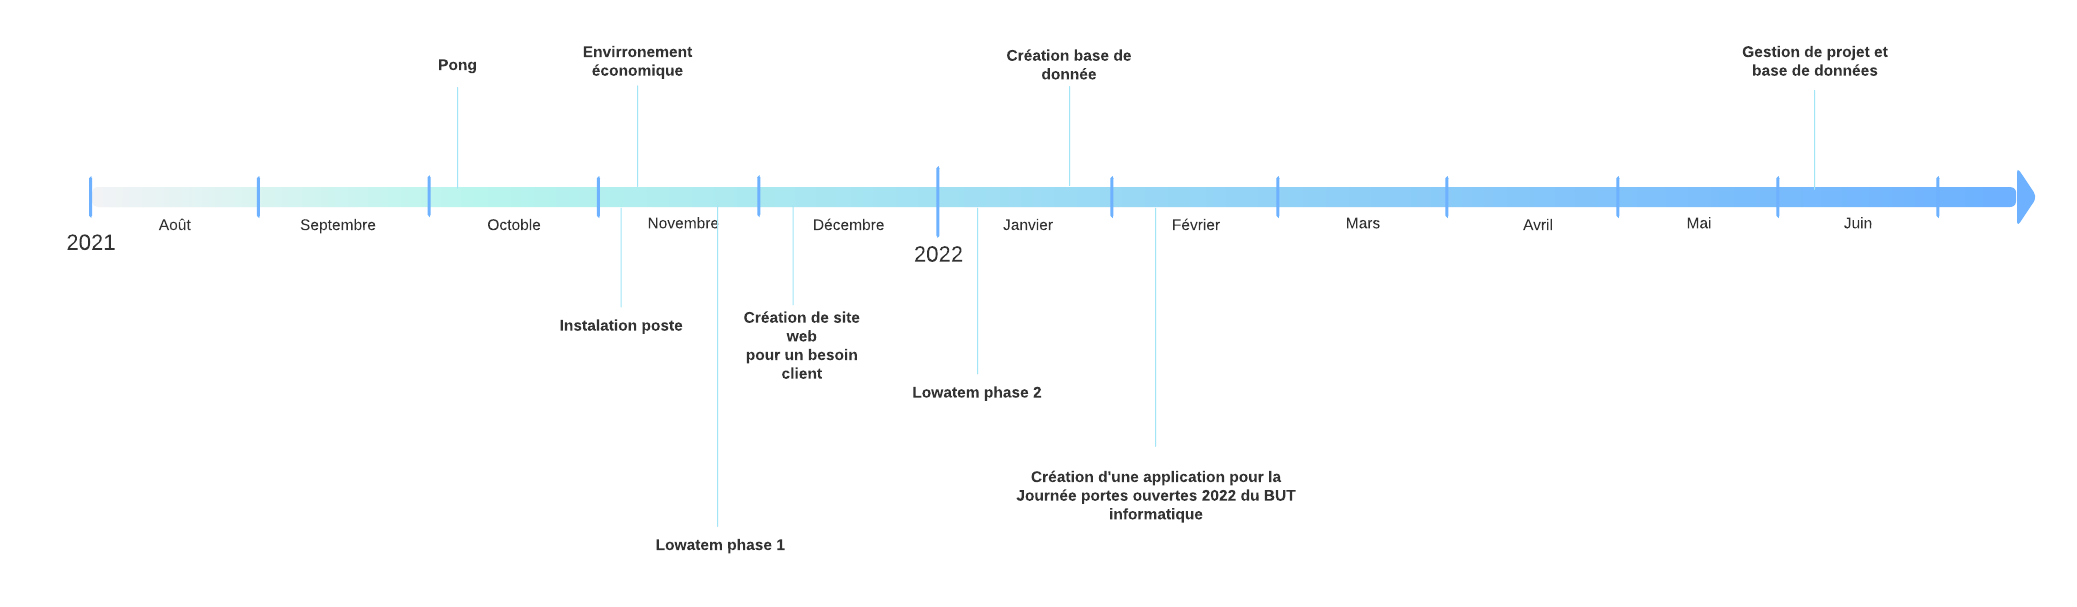 Pong
Envirronement
économique
Création base de
donnée
Gestion de projet et
base de données
Août
Septembre
Octoble
Novembre
Décembre
Janvier
Février
Mars
Avril
Mai
Juin
2021
2022
Instalation poste
Création de site
web
pour un besoin
client
Lowatem phase 2
Création d'une application pour la
Journée portes ouvertes 2022 du BUT
informatique
Lowatem phase 1